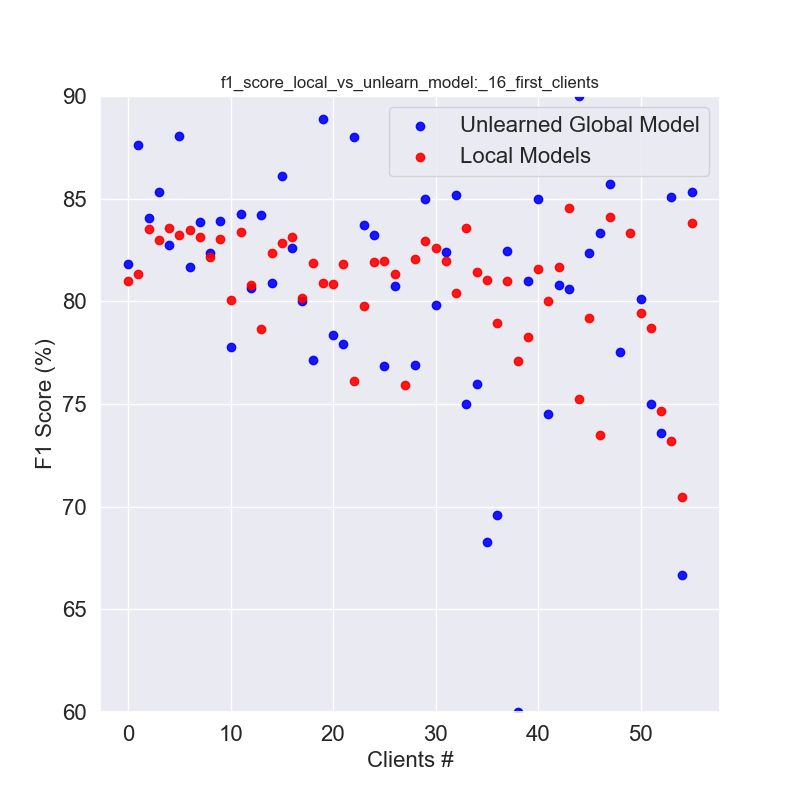 f1_score_local_vs_unlearn_model:_16_first_clients
90
85
80
75
70
65
60
F1 Score (%)
Unlearned Global Model
Local Models
0 10 20 30 40 50
Clients #